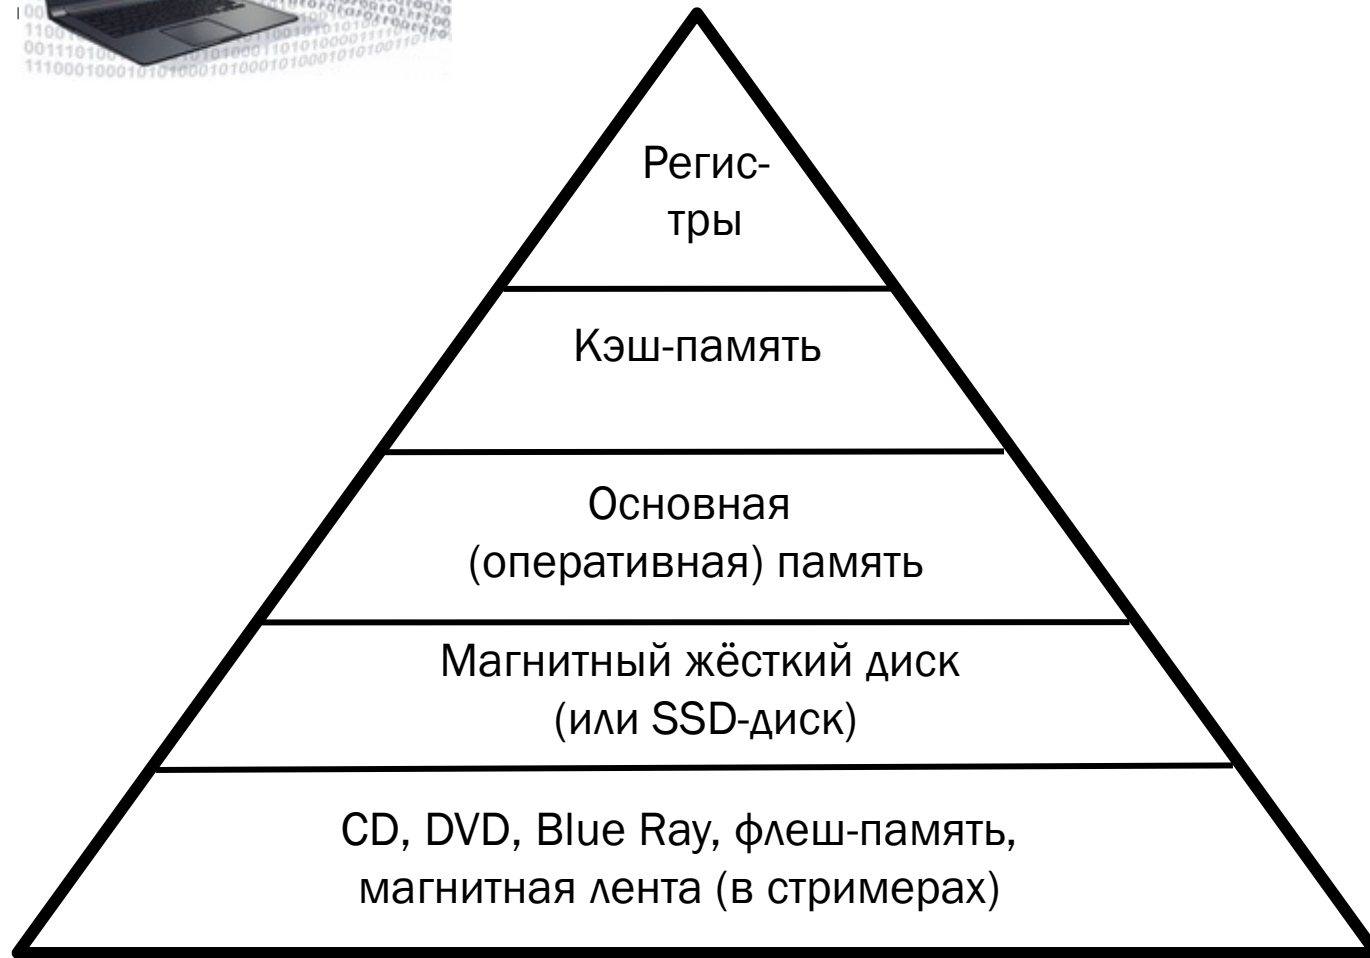 Регис-
тры
Кэш-память
Основная
(оперативная) память
Магнитный жёсткий диск
(или SSD-диск)
CD, DVD, Blue Ray, флеш-память,
магнитная лента (в стримерах)